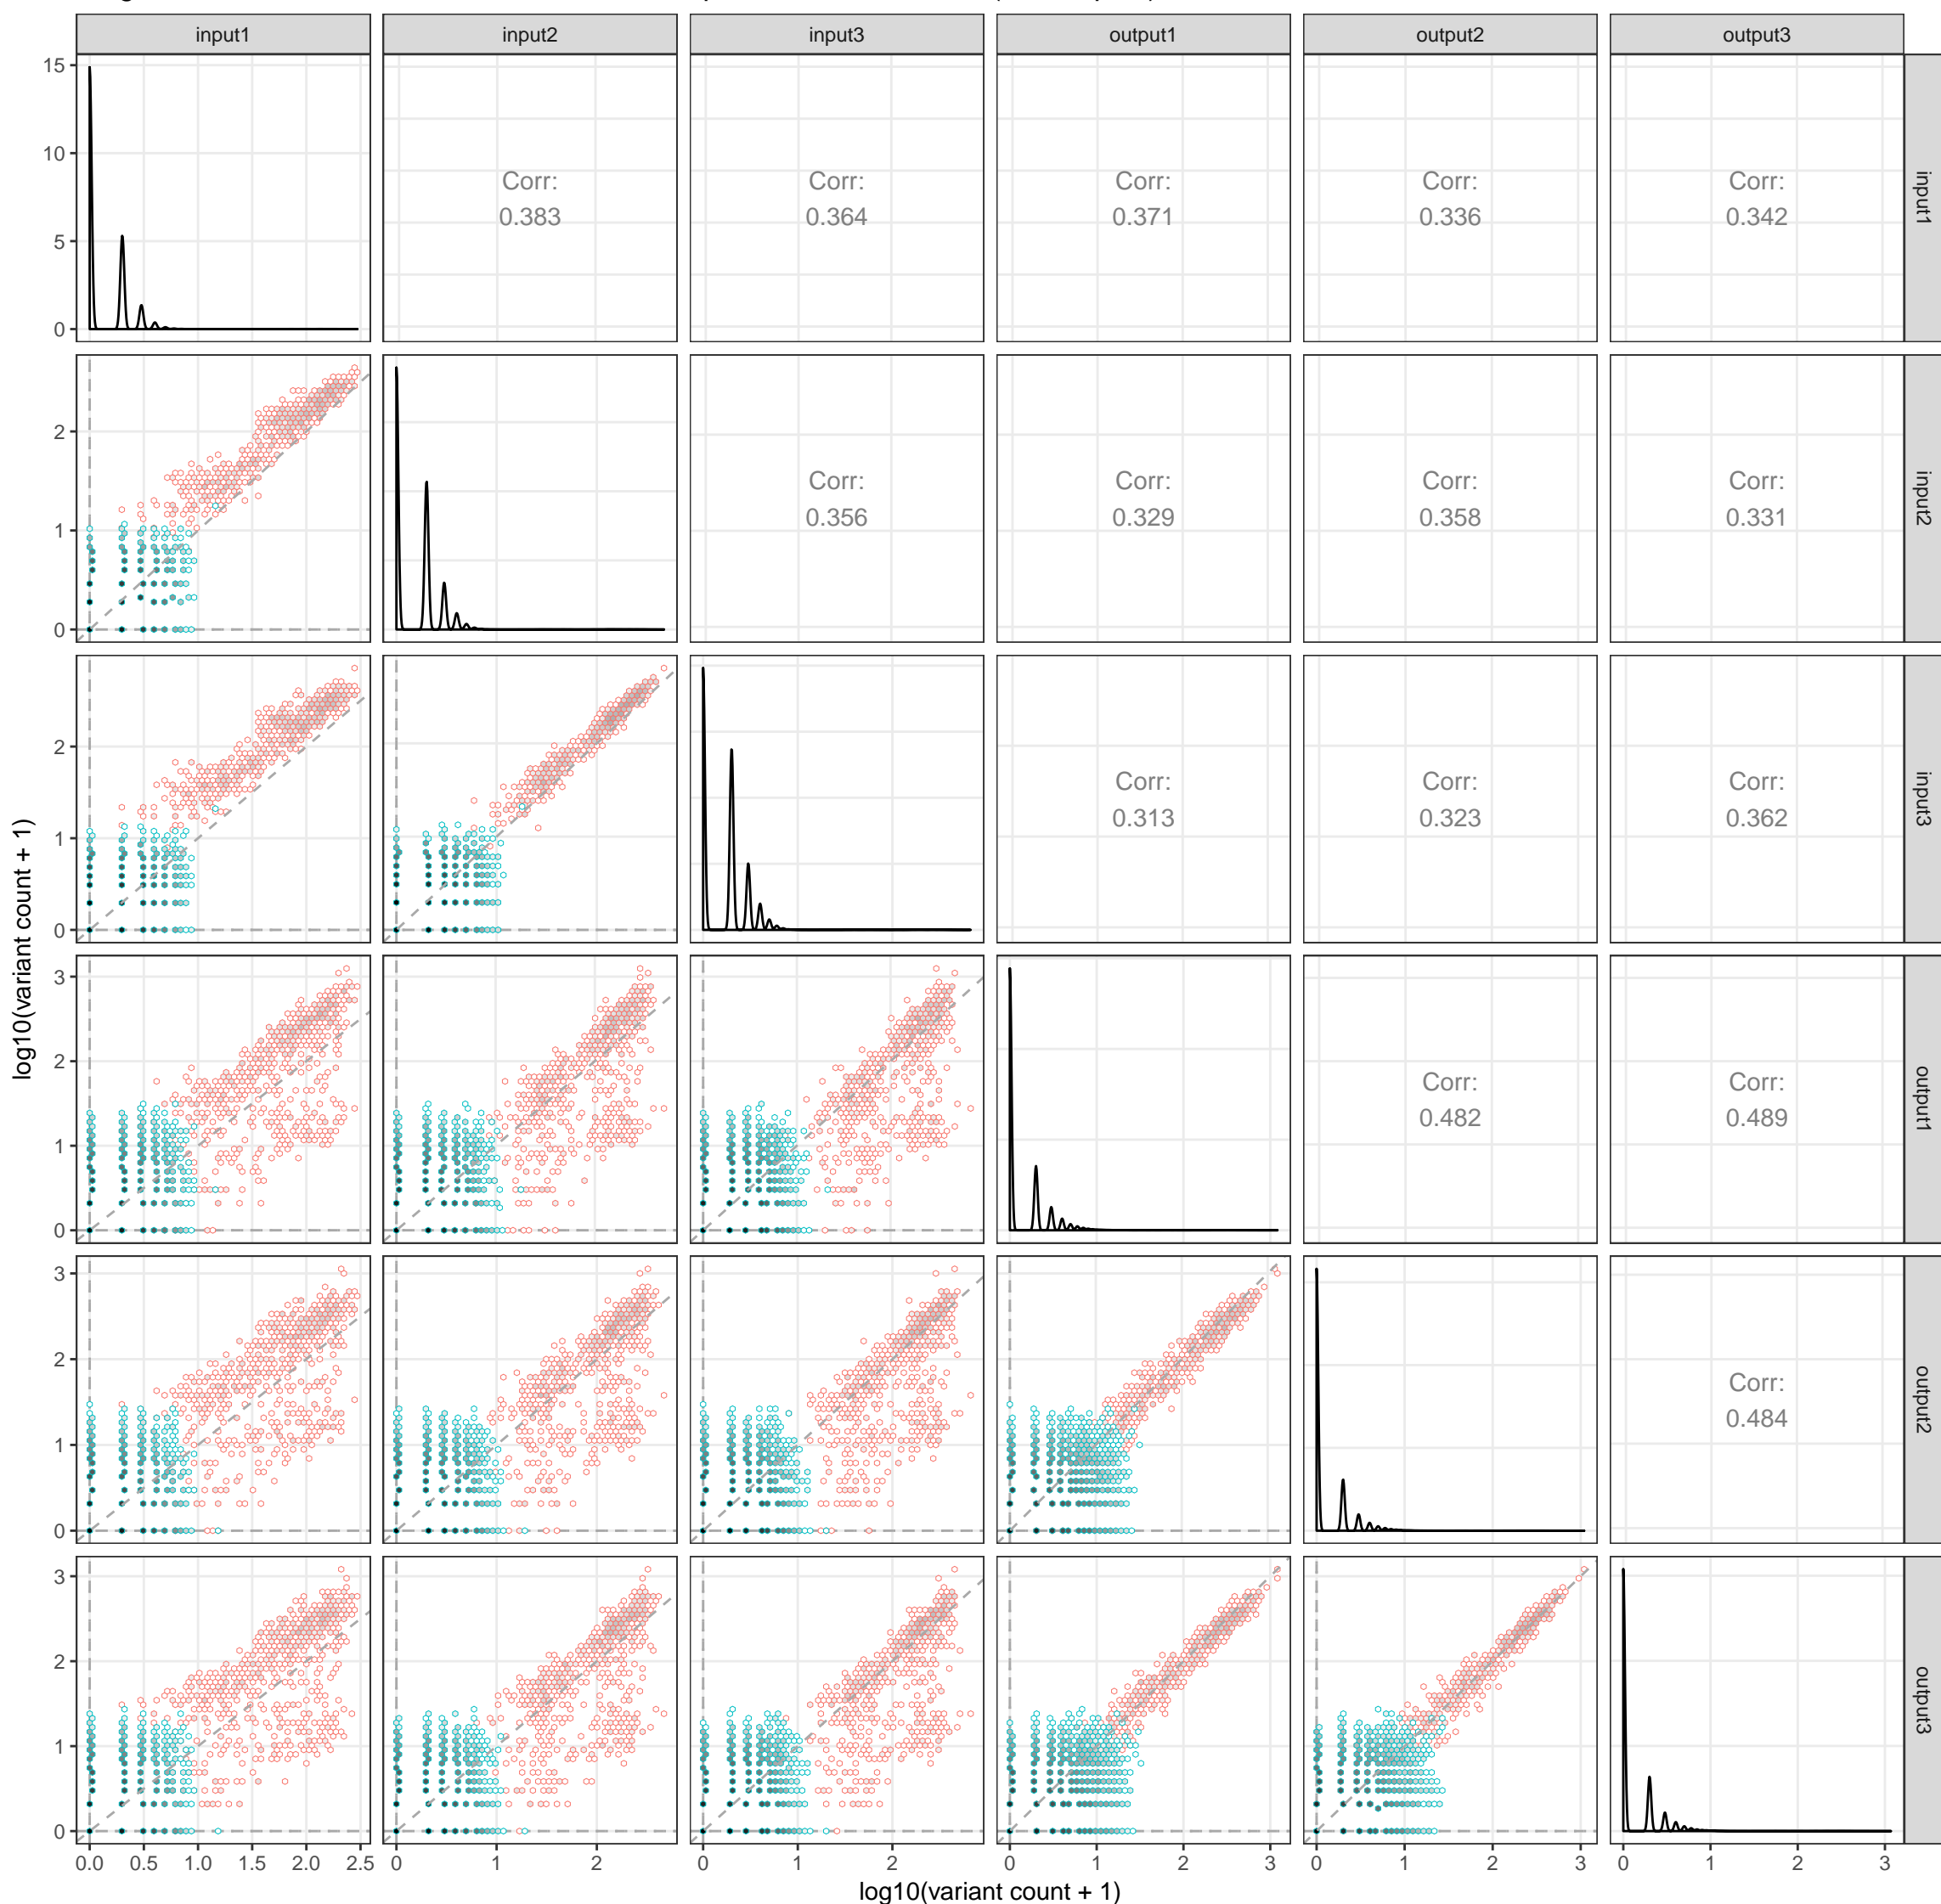 input1 input2 input3 output1 output2 output3
15
10
5
0
Corr:
0.383
Corr:
0.364
Corr:
0.371
Corr:
0.336
Corr:
0.342
input1
2
1
0
Corr:
0.356
Corr:
0.329
Corr:
0.358
Corr:
0.331
input2
2
1
0
Corr:
0.313
Corr:
0.323
Corr:
0.362
input3
log10(variant count + 1)
3
2
1
0
Corr:
0.482
Corr:
0.489
output1
3
2
1
0
Corr:
0.484
output2
3
2
1
0
output3
0.0 0.5 1.0 1.5 2.0 2.5 0 1 2 0 1 2 0 1 2 3 0 1 2 3 0 1 2 3
log10(variant count + 1)